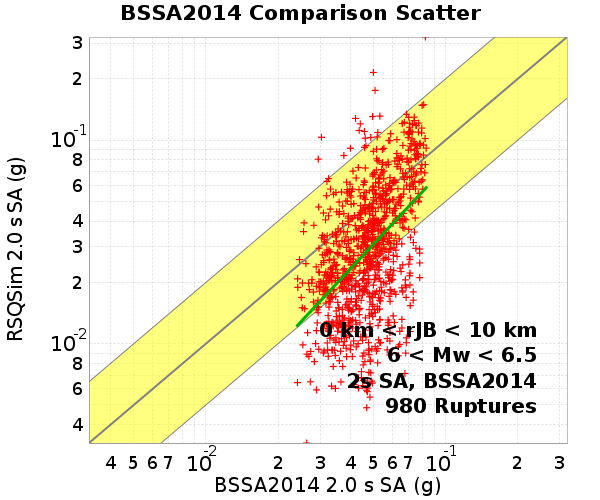 BSSA2014 Comparison Scatter
RSQSim 2.0 s SA (g)
3
2
10-1
8
6
4
3
2
10-2
8
6
4
0 km < rJB < 10 km
6 < Mw < 6.5
2s SA, BSSA2014
980 Ruptures
4 5 6 7 10-2 2 3 4 5 6 7 10-1 2 3
BSSA2014 2.0 s SA (g)